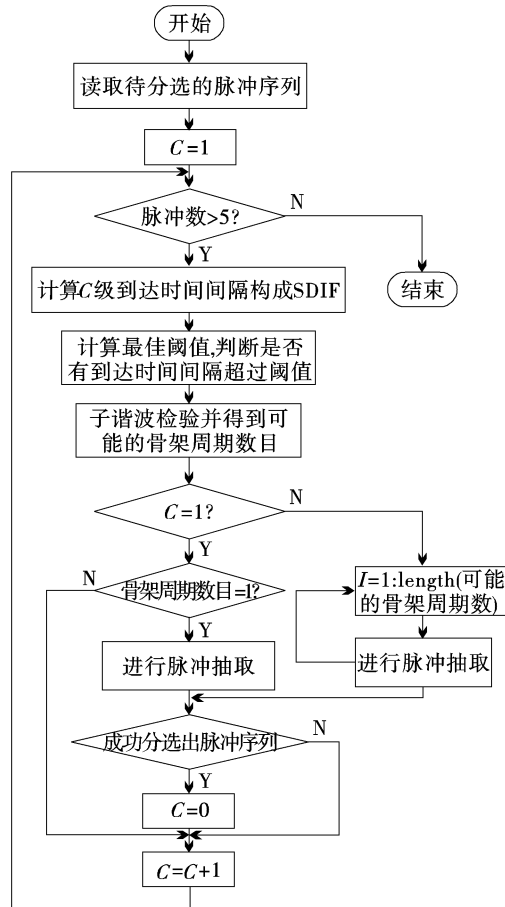 开始
读取待分选的脉冲序列
C=1
脉冲数>5?
N
Y
结束
计算C级到达时间间隔构成SDIF
计算最佳阈值,判断是否
有到达时间间隔超过阈值
子谐波检验并得到可
能的骨架周期数目
C=1?
N
Y
N
骨架周期数目=1?
I=1:length(可能
的骨架周期数)
Y
进行脉冲抽取
进行脉冲抽取
成功分选出脉冲序列
N
Y
C=0
C=C+1